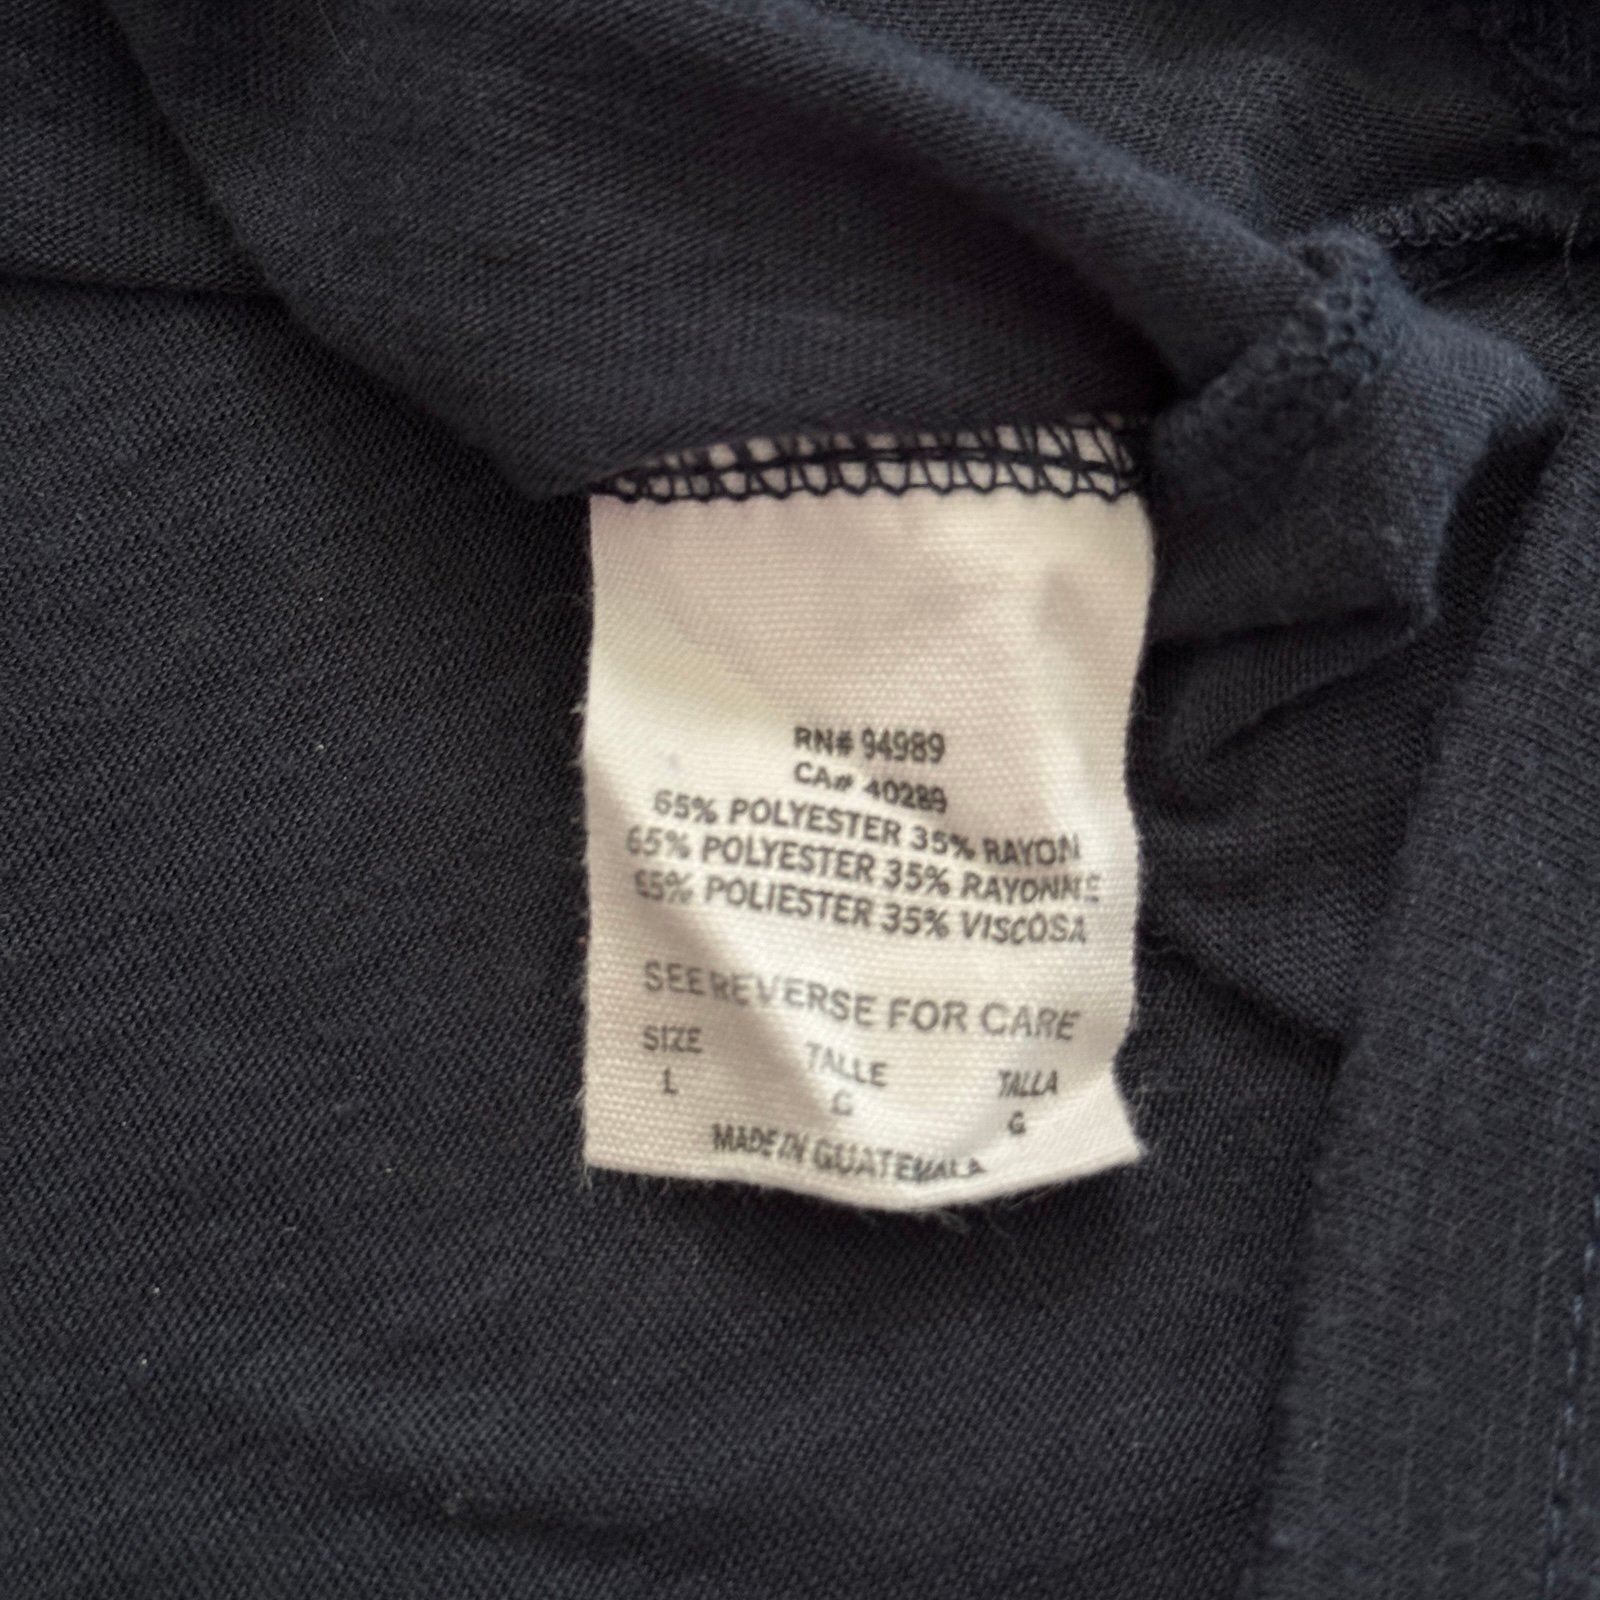 RN# 94989
CA# 40289
65% POLYESTER 35% RAYON
65% POLYESTER 35% RAYONNE
65% POLIESTER 35% VISCOSA
SEE REVERSE FOR CARE
SIZE TALLE TALLA
L G G
MADE IN GUATEMALA